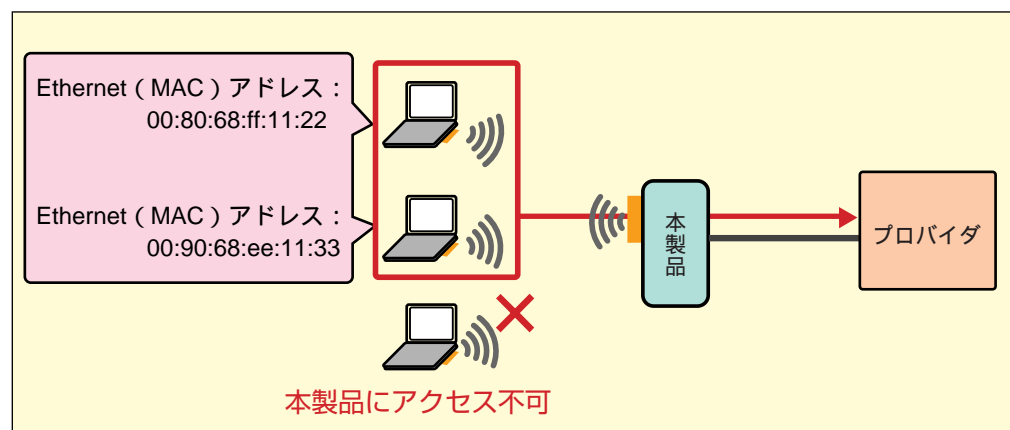 Ethernet（MAC）アドレス：
00:80:68:ff:11:22
Ethernet（MAC）アドレス：
00:90:68:ee:11:33
本製品
プロバイダ
本製品にアクセス不可